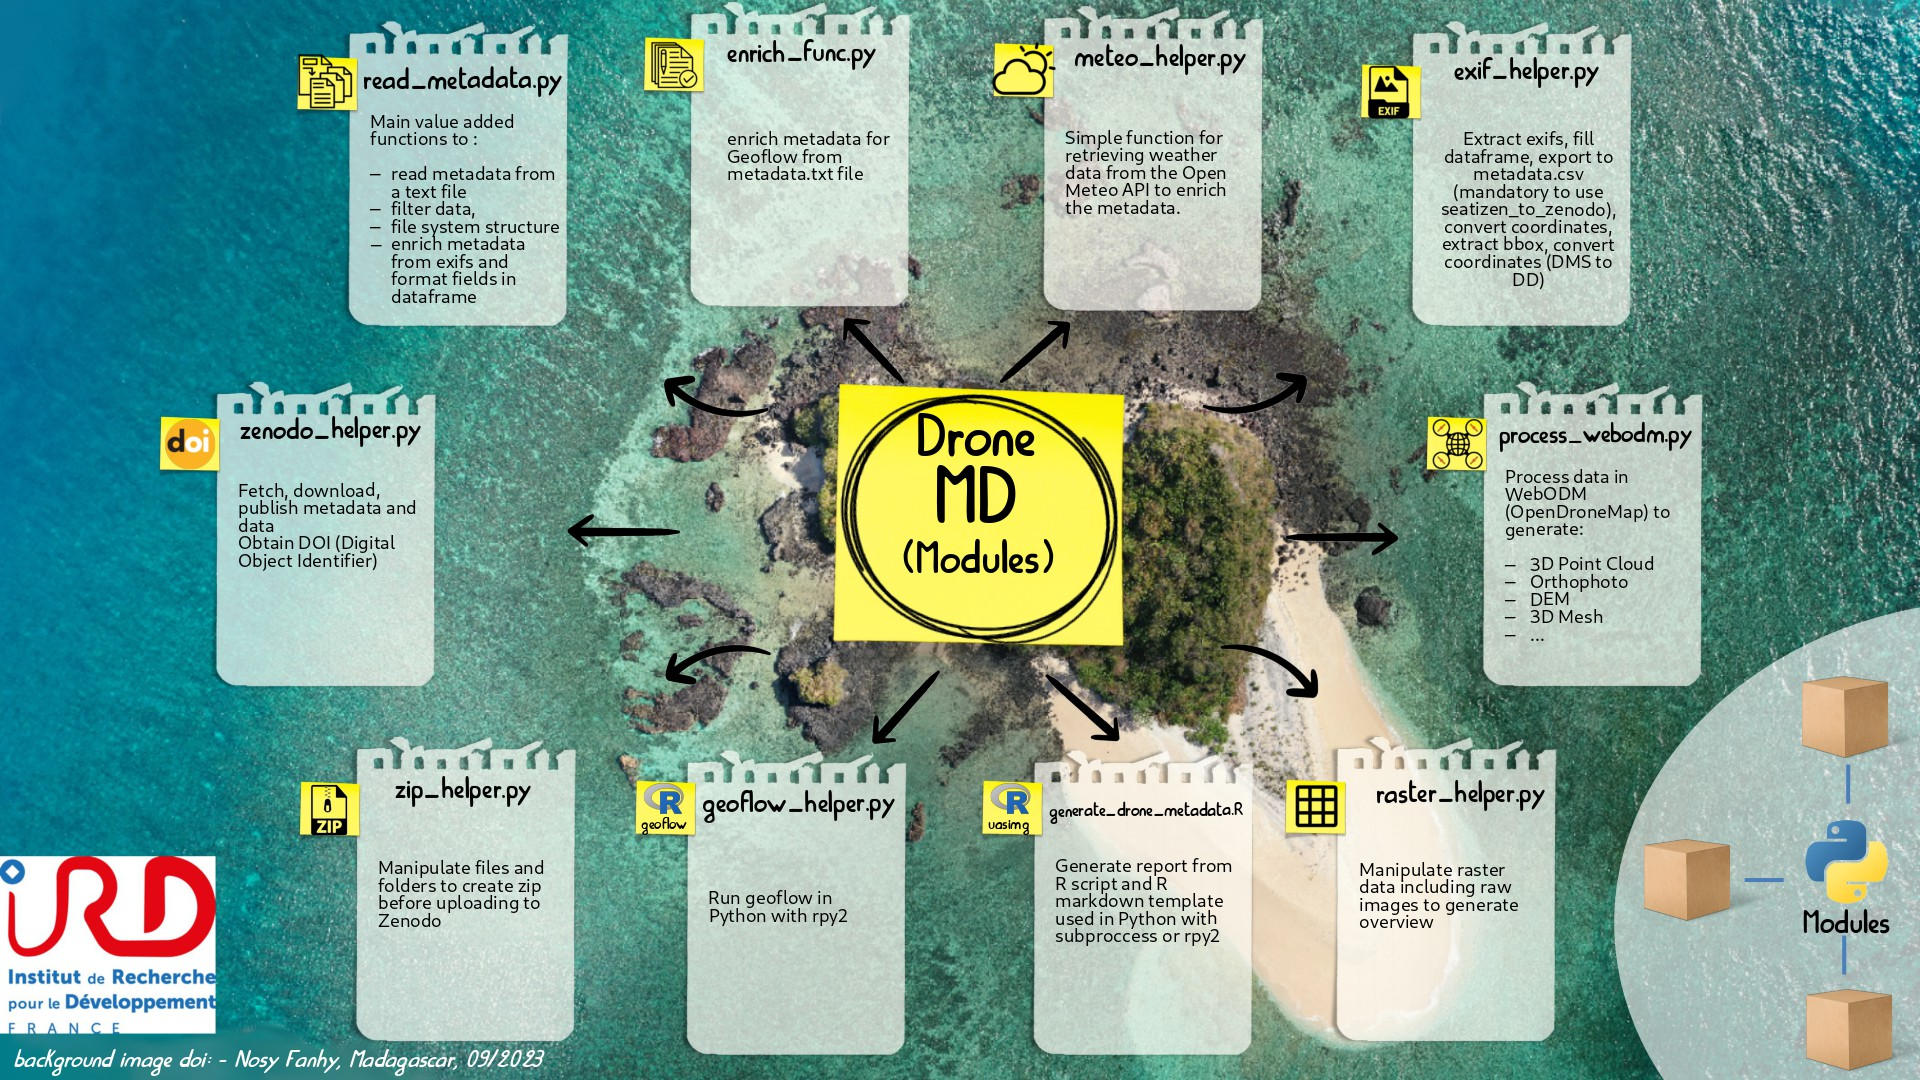 read_metadata.py
Main value added
functions to :
– read metadata from
a text file
– filter data,
– file system structure
– enrich metadata
from exifs and
format fields in
dataframe
enrich_func.py
enrich metadata for
Geoflow from
metadata.txt file
meteo_helper.py
Simple function for
retrieving weather
data from the Open
Meteo API to enrich
the metadata.
EXIF
exif_helper.py
Extract exifs, fill
dataframe, export to
metadata.csv
(mandatory to use
seatizen_to_zenodo),
convert coordinates,
extract bbox, convert
coordinates (DMS to
DD)
doi
zenodo_helper.py
Fetch, download,
publish metadata and
data
Obtain DOI (Digital
Object Identifier)
Drone
MD
(Modules)
process_webodm.py
Process data in
WebODM
(OpenDroneMap) to
generate:
– 3D Point Cloud
– Orthophoto
– DEM
– 3D Mesh
– ...
ZIP
zip_helper.py
Manipulate files and
folders to create zip
before uploading to
Zenodo
R
geoflow
geoflow_helper.py
Run geoflow in
Python with rpy2
R
uasimg
generate_drone_metadata.R
Generate report from
R script and R
markdown template
used in Python with
subproccess or rpy2
raster_helper.py
Manipulate raster
data including raw
images to generate
overview
Modules
IRD
Institut de Recherche
pour le Développement
FRANCE
background image doi: - Nosy Fanhy, Madagascar, 09/2023